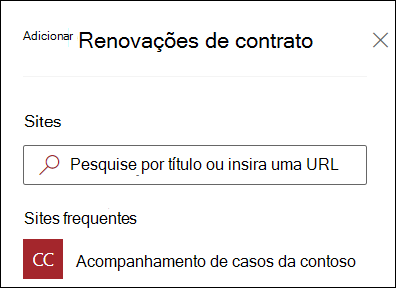 Adicionar Renovações de contrato
Sites
Pesquise por título ou insira uma URL
Sites frequentes
CC Acompanhamento de casos da contoso